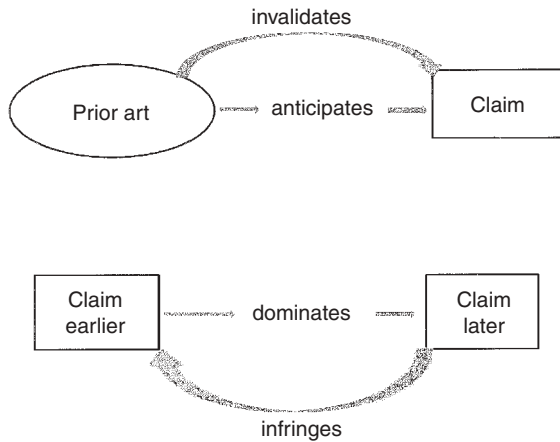 invalidates
Prior art
anticipates
Claim
Claim
earlier
dominates
Claim
later
infringes